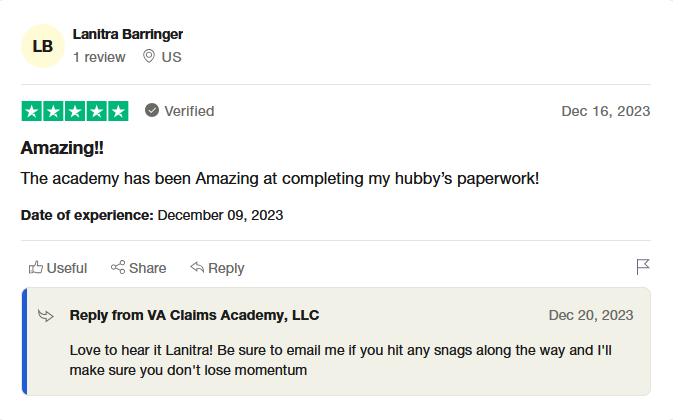 LB
Lanitra Barringer
1 review US
Verified
Dec 16, 2023
Amazing!!
The academy has been Amazing at completing my hubby’s paperwork!
Date of experience: December 09, 2023
Useful Share Reply
Reply from VA Claims Academy, LLC
Dec 20, 2023
Love to hear it Lanitra! Be sure to email me if you hit any snags along the way and I'll
make sure you don't lose momentum